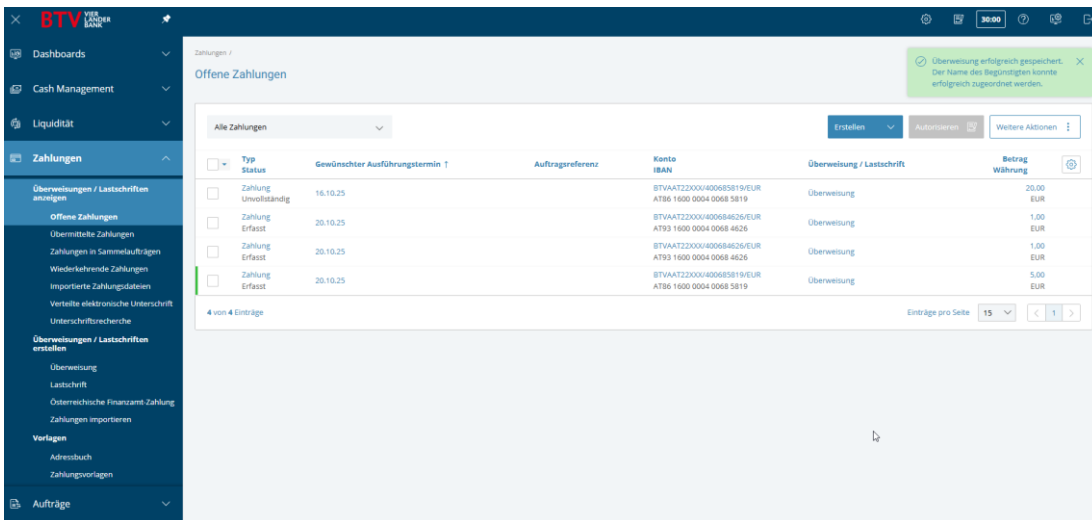 BTV VIER LÄNDER BANK
30:00
Dashboards
Cash Management
Liquidität
Zahlungen
Überweisungen / Lastschriften
anzeigen
Offene Zahlungen
Übermittelte Zahlungen
Zahlungen in Sammelaufträgen
Wiederkehrende Zahlungen
Importierte Zahlungsdateien
Verteilte elektronische Unterschrift
Unterschriftsrecherche
Überweisungen / Lastschriften
erstellen
Überweisung
Lastschrift
Österreichische Finanzamt-Zahlung
Zahlungen importieren
Vorlagen
Adressbuch
Zahlungsvorlagen
Aufträge
Zahlungen /
Offene Zahlungen
Überweisung erfolgreich gespeichert.
Der Name des Begünstigten konnte
erfolgreich zugeordnet werden.
Alle Zahlungen
Erstellen
Autorisieren
Weitere Aktionen
Typ Gewünschter Ausführungstermin ↑ Auftragsreferenz Konto Überweisung / Lastschrift Betrag
Status IBAN Währung
Zahlung 16.10.25 BTVAAT22XXX/400685819/EUR Überweisung 20,00
Unvollständig AT86 1600 0004 0068 5819 EUR
Zahlung 20.10.25 BTVAAT22XXX/400684626/EUR Überweisung 1,00
Erfasst AT93 1600 0004 0068 4626 EUR
Zahlung 20.10.25 BTVAAT22XXX/400684626/EUR Überweisung 1,00
Erfasst AT93 1600 0004 0068 4626 EUR
Zahlung 20.10.25 BTVAAT22XXX/400685819/EUR Überweisung 5,00
Erfasst AT86 1600 0004 0068 5819 EUR
4 von 4 Einträge
Einträge pro Seite 15 < 1 >